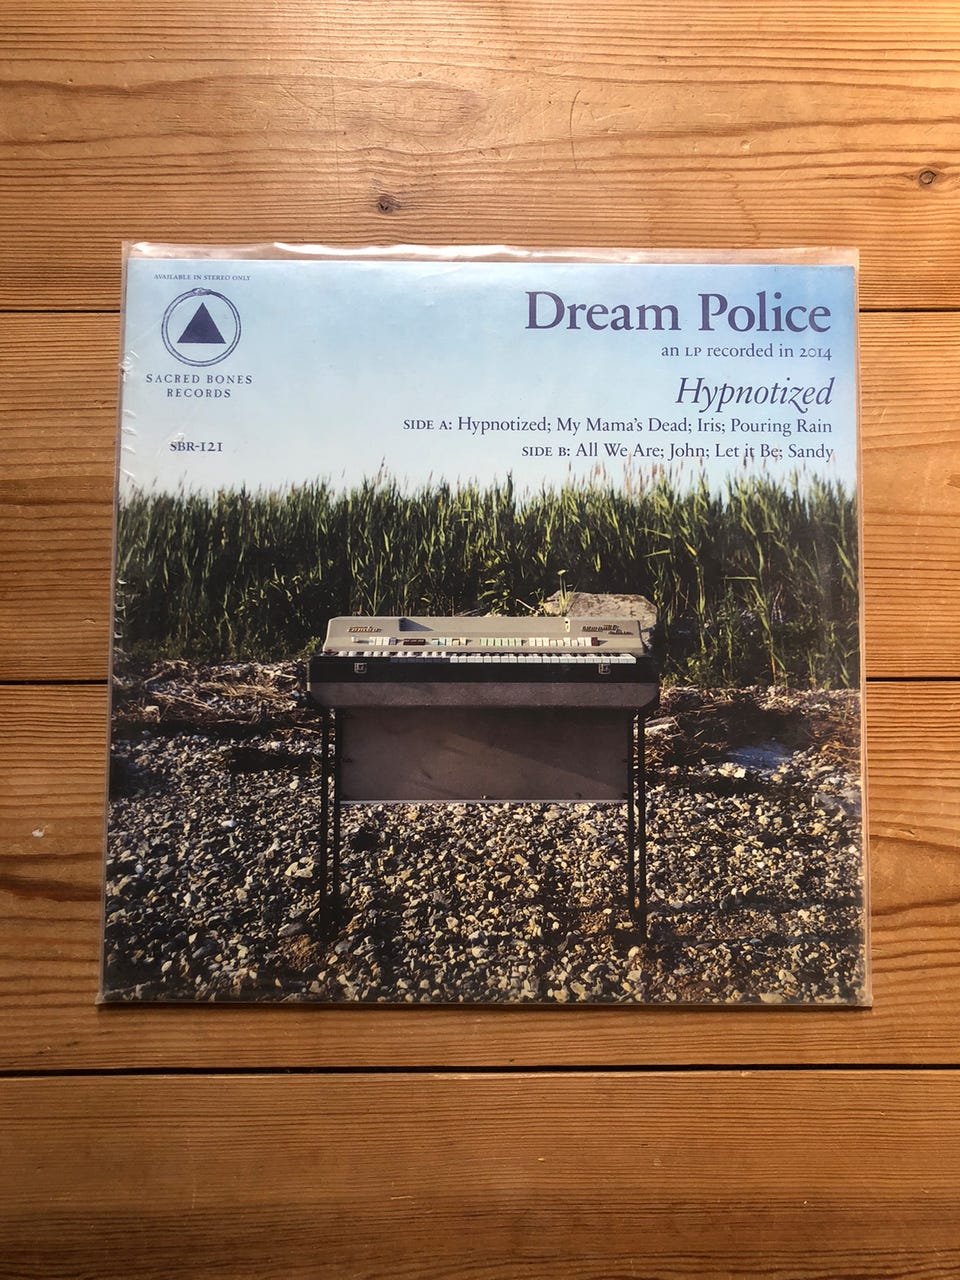 AVAILABLE IN STEREO ONLY
SACRED BONES
RECORDS
SBR-121
Dream Police
an LP recorded in 2014
Hypnotized
SIDE A: Hypnotized; My Mama's Dead; Iris; Pouring Rain
SIDE B: All We Are; John; Let it Be; Sandy